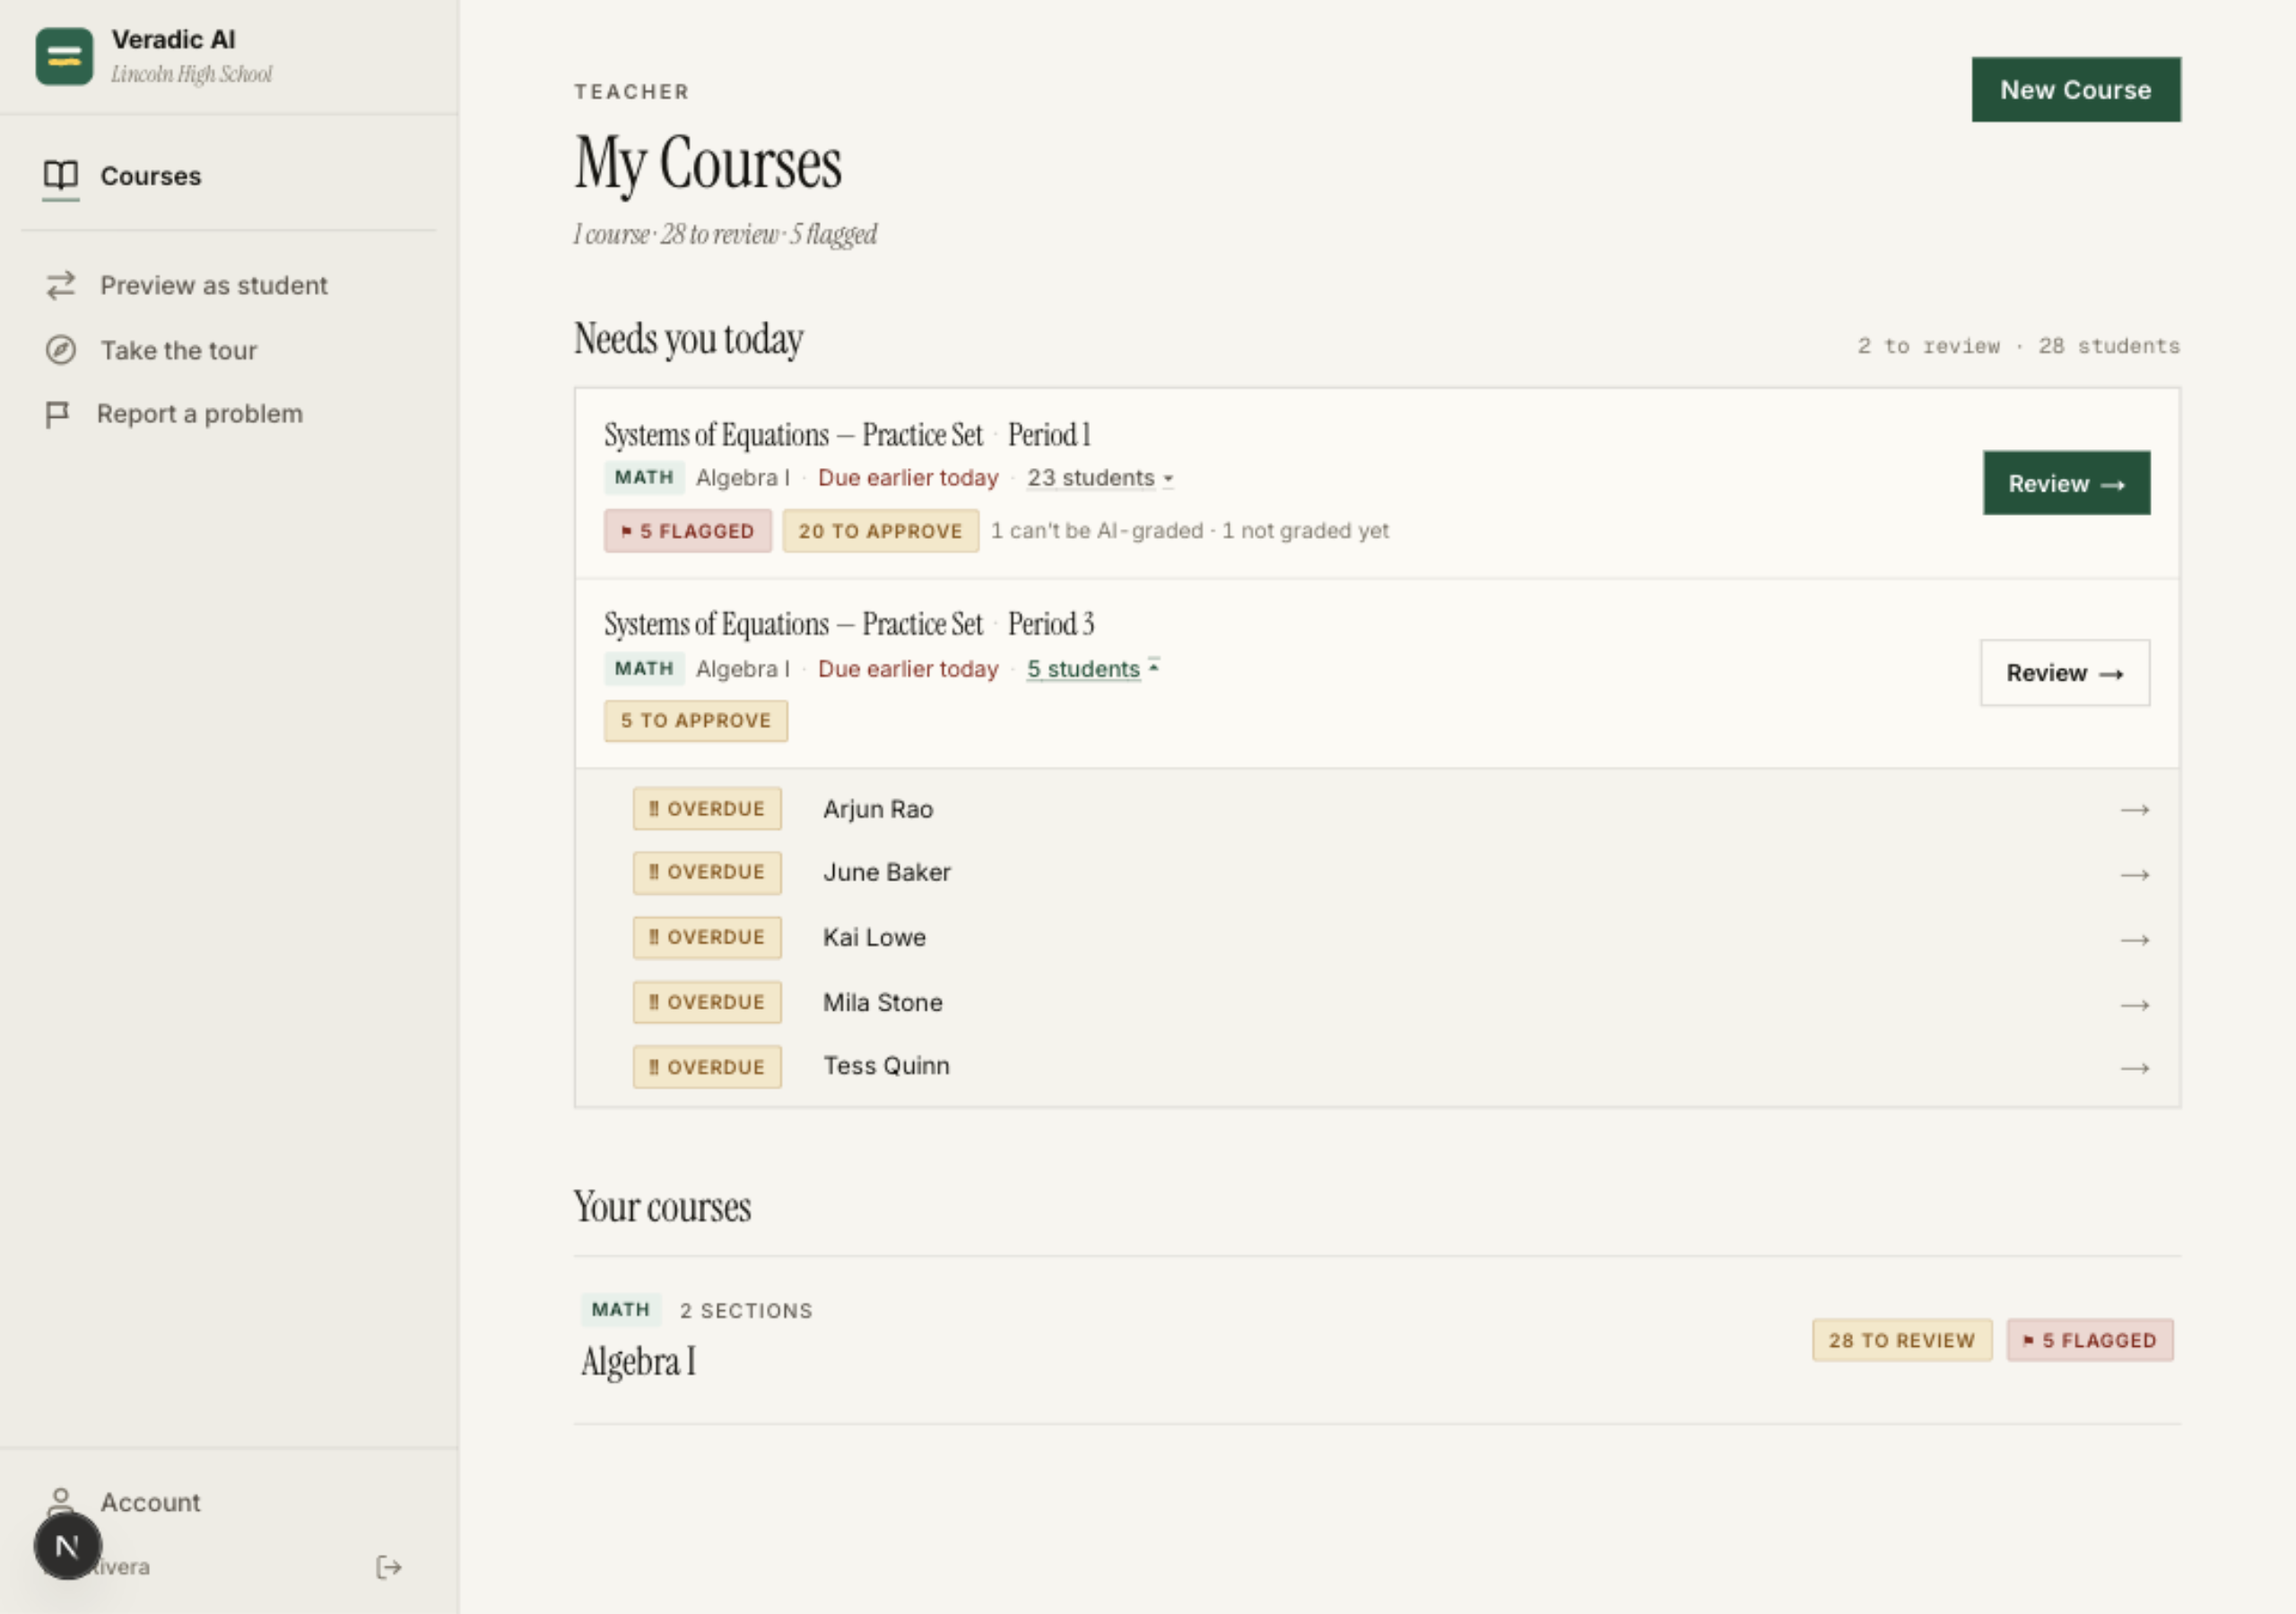 Veradic AI
Lincoln High School
Courses
Preview as student
Take the tour
Report a problem
Account
N
ivera
TEACHER
New Course
My Courses
1 course · 28 to review · 5 flagged
Needs you today
2 to review · 28 students
Systems of Equations — Practice Set · Period 1
MATH Algebra I · Due earlier today · 23 students
5 FLAGGED 20 TO APPROVE 1 can't be AI-graded · 1 not graded yet
Review →
Systems of Equations — Practice Set · Period 3
MATH Algebra I · Due earlier today · 5 students
5 TO APPROVE
Review →
!! OVERDUE Arjun Rao →
!! OVERDUE June Baker →
!! OVERDUE Kai Lowe →
!! OVERDUE Mila Stone →
!! OVERDUE Tess Quinn →
Your courses
MATH 2 SECTIONS
Algebra I
28 TO REVIEW 5 FLAGGED